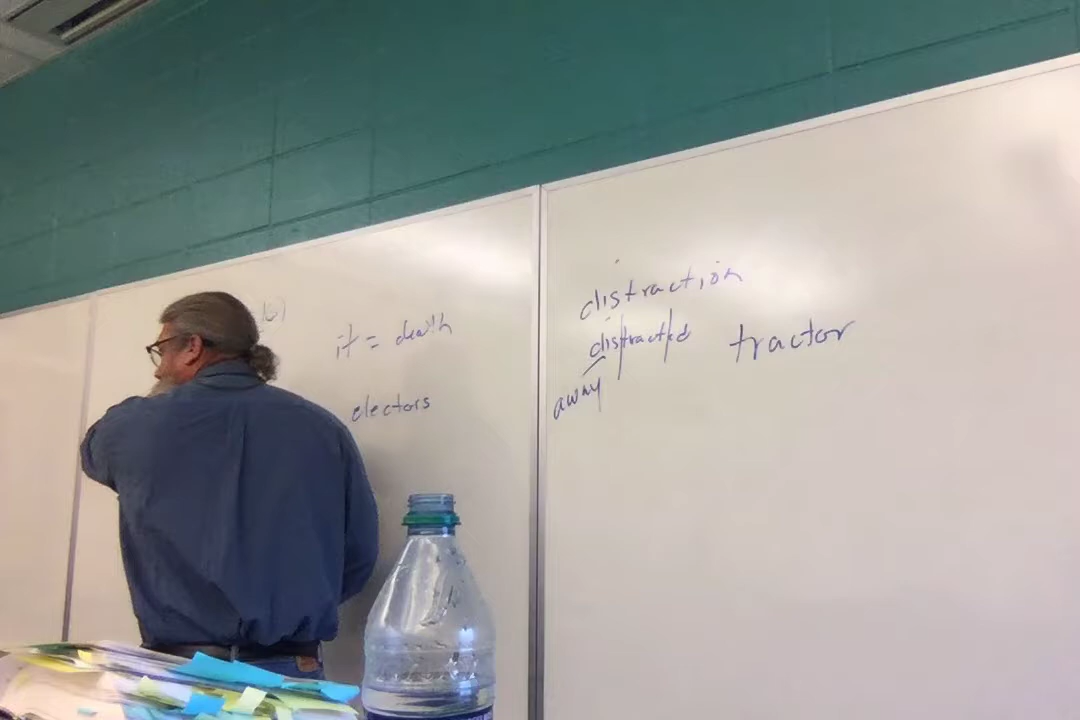 it = death
electors
distraction
distracted tractor
away